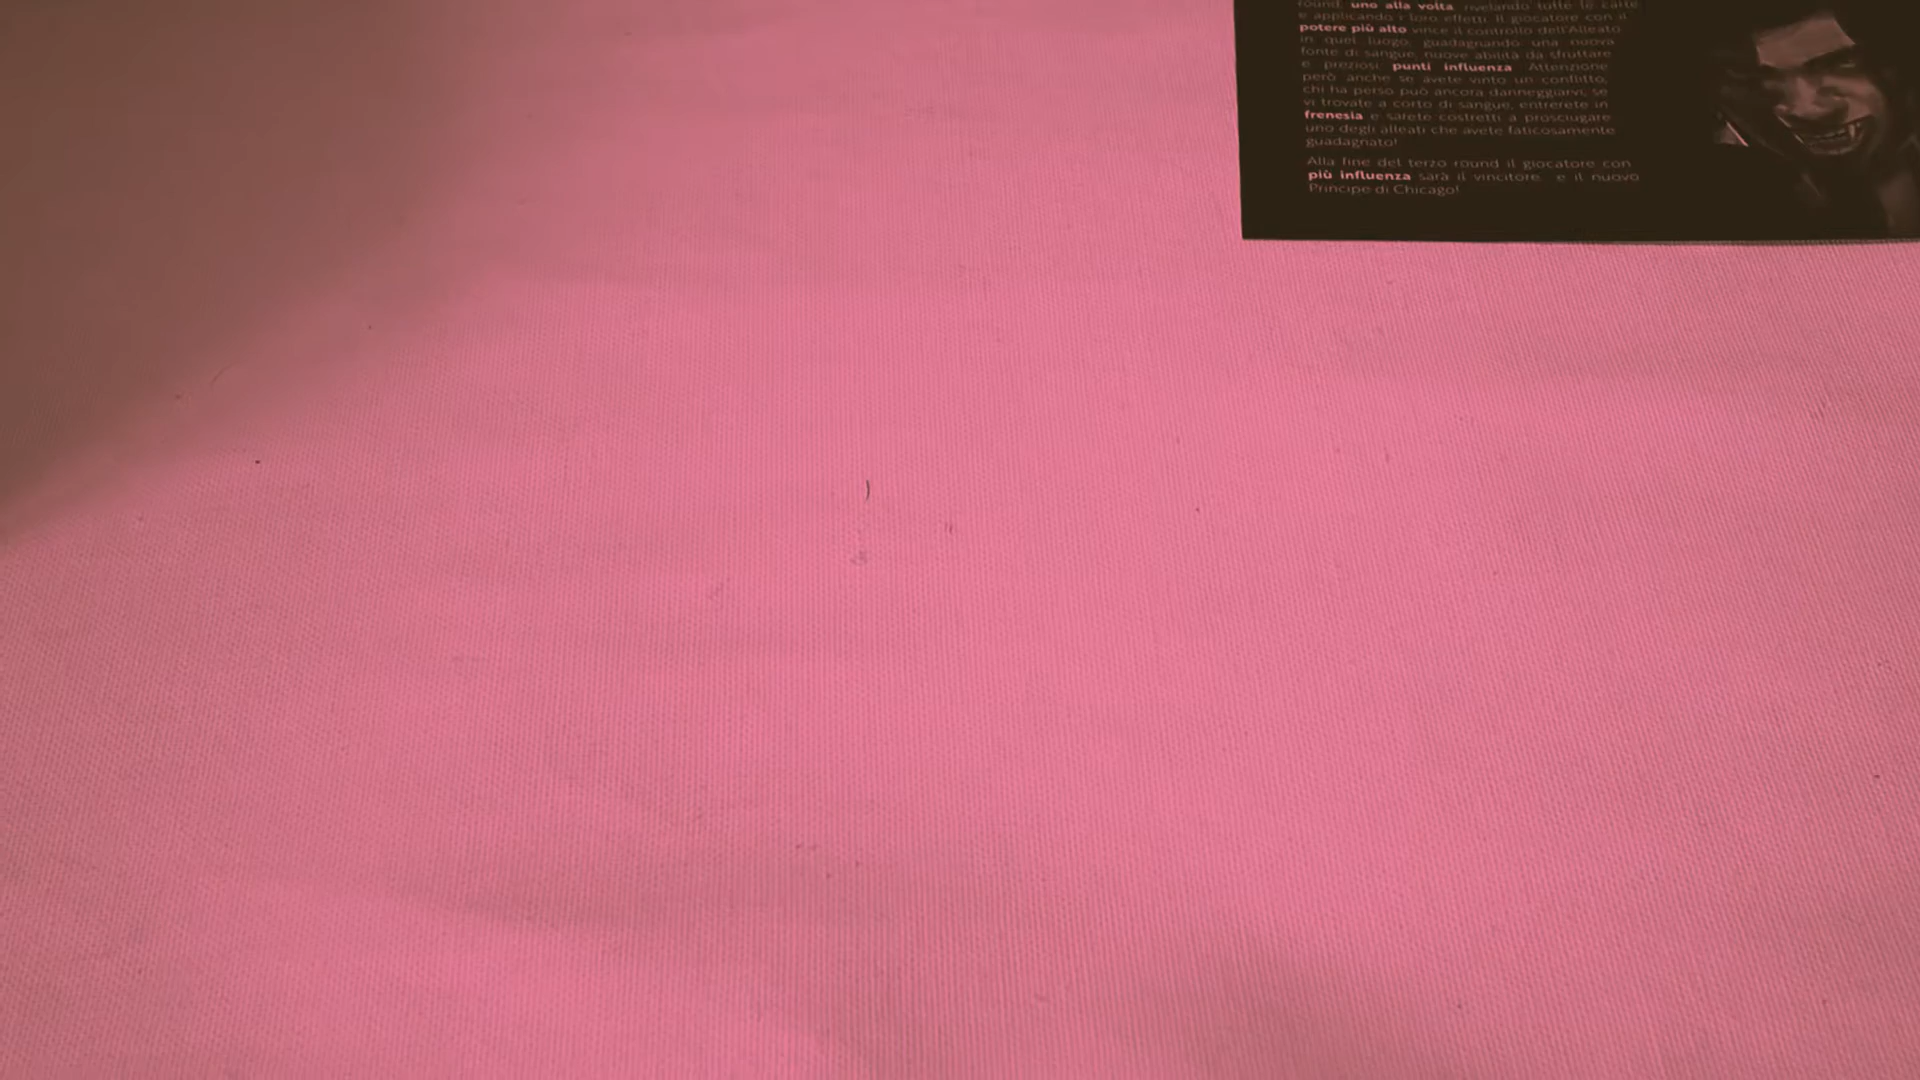 round, uno alla volta rivelando tutte le carte
e applicando i loro effetti. Il giocatore con il
potere più alto vince il controllo dell'Alleato
in quel luogo, guadagnando una nuova
fonte di sangue, nuove abilità da sfruttare
e preziosi punti influenza. Attenzione
però anche se avete vinto un conflitto,
chi ha perso può ancora danneggiarvi, se
vi trovate a corto di sangue, entrerete in
frenesia e sarete costretti a prosciugare
uno degli alleati che avete faticosamente
guadagnato!
Alla fine del terzo round il giocatore con
più influenza sarà il vincitore, e il nuovo
Principe di Chicago!